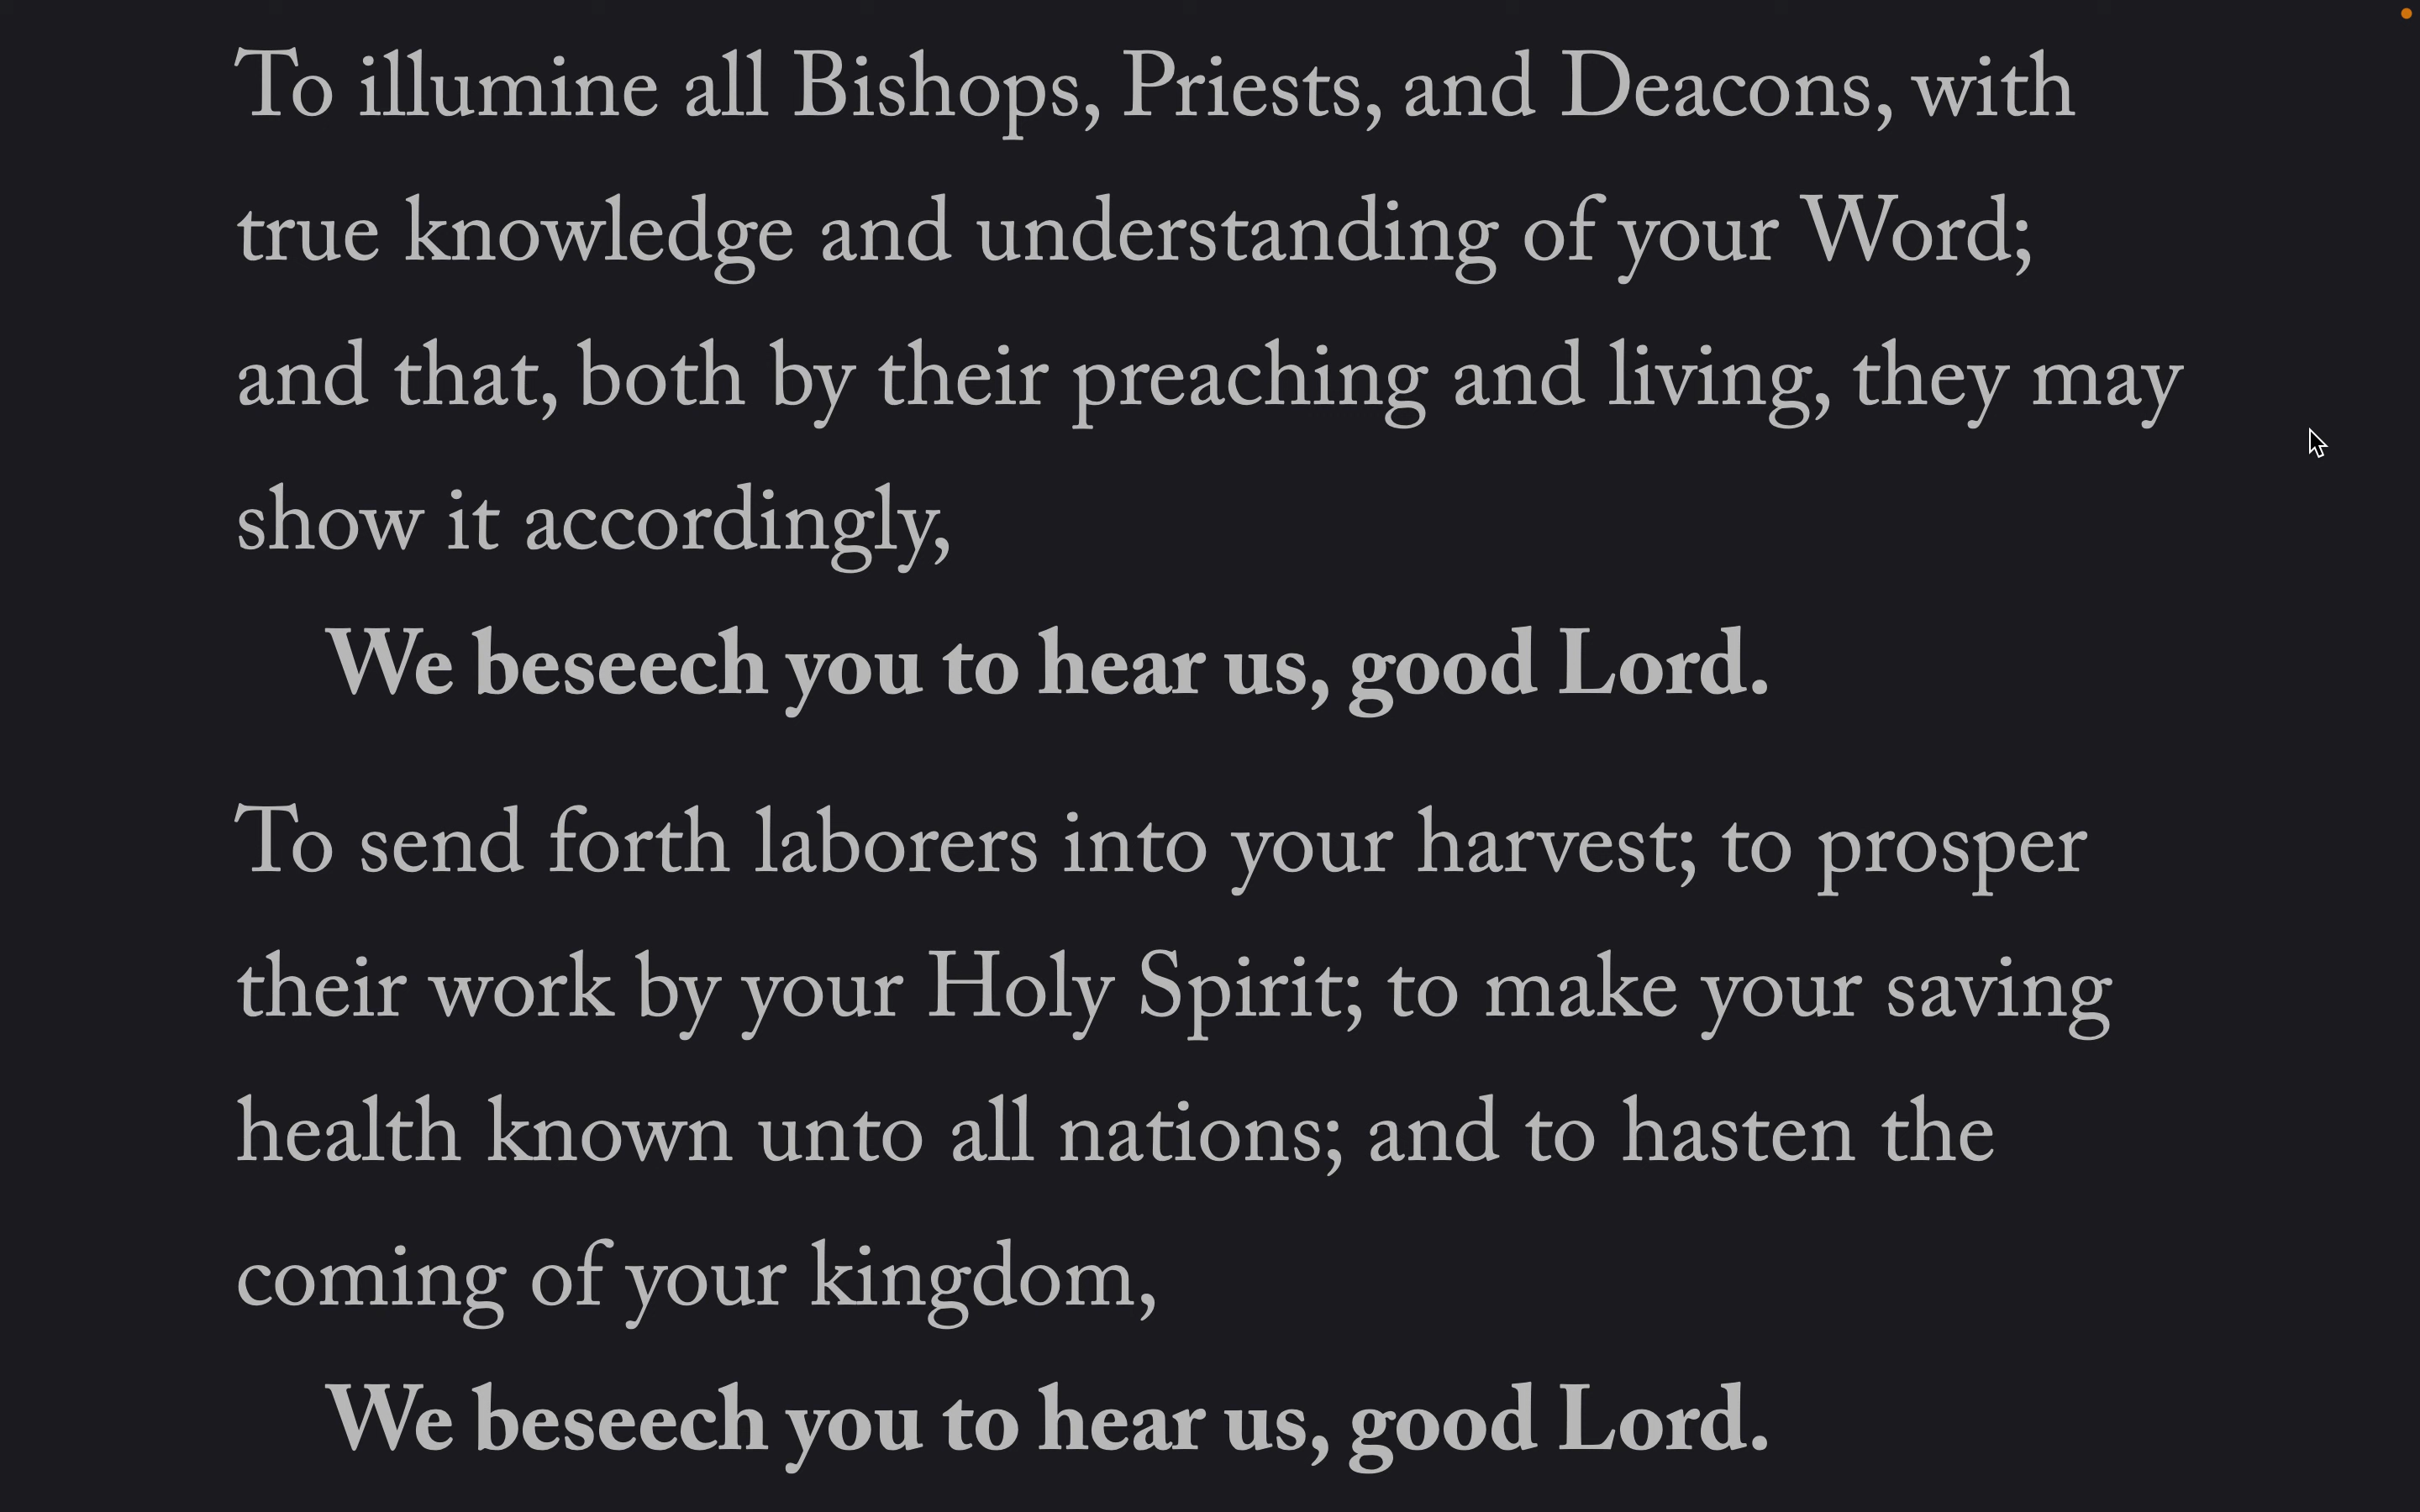 To illumine all Bishops, Priests, and Deacons, with
true knowledge and understanding of your Word;
and that, both by their preaching and living, they may
show it accordingly,
We beseech you to hear us, good Lord.
To send forth laborers into your harvest; to prosper
their work by your Holy Spirit; to make your saving
health known unto all nations; and to hasten the
coming of your kingdom,
We beseech you to hear us, good Lord.